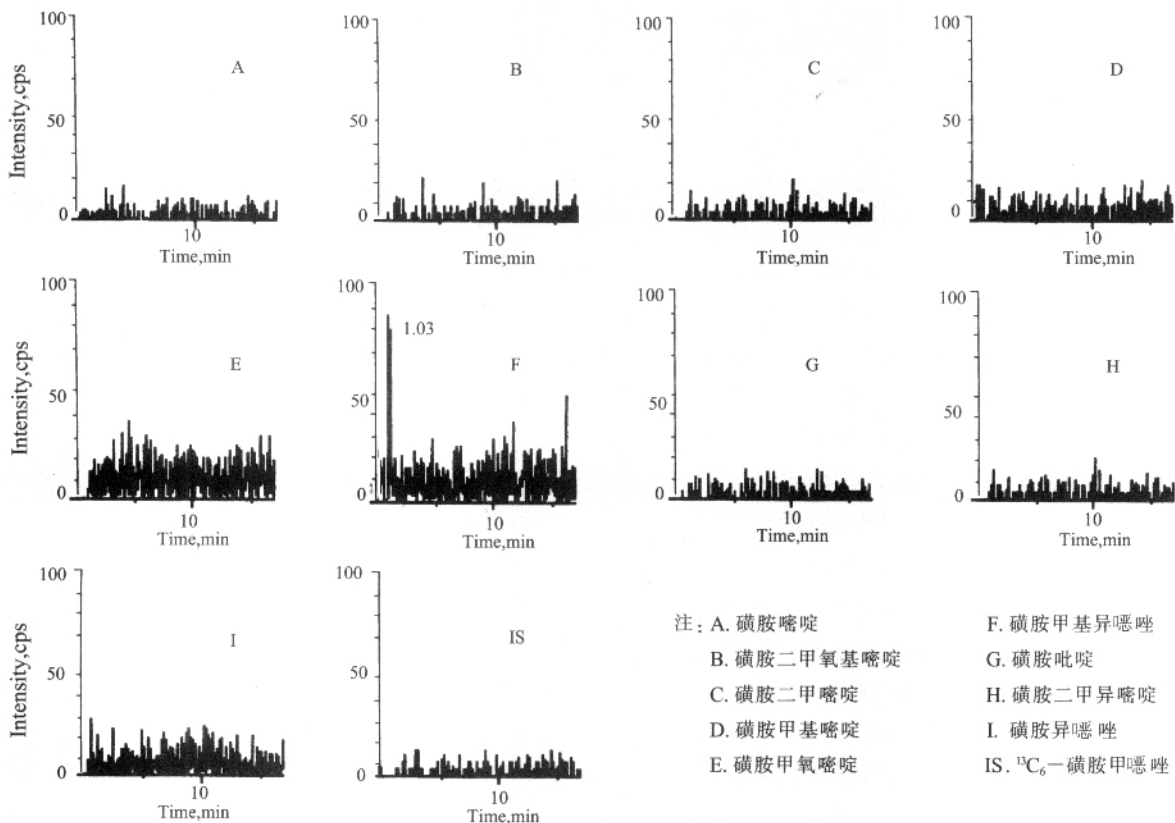 100 100 100 100
A B C D
Intensity,cps
50 50 50 50
0 0 0 0
10 10 10 10
Time,min Time,min Time,min Time,min
100 100 100 100
1.03
E F G H
Intensity,cps
50 50 50 50
0 0 0 0
10 10 10 10
Time,min Time,min Time,min Time,min
100 100
I IS
Intensity,cps
50 50
0 0
10 10
Time,min Time,min
注: A. 磺胺嘧啶 F. 磺胺甲基异噁唑
B. 磺胺二甲氧基嘧啶 G. 磺胺吡啶
C. 磺胺二甲嘧啶 H. 磺胺二甲异嘧啶
D. 磺胺甲基嘧啶 I. 磺胺异噁唑
E. 磺胺甲氧嘧啶 IS. ¹³C₆－磺胺甲噁唑